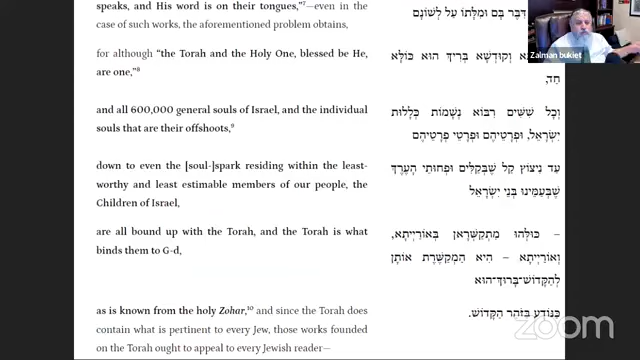 speaks, and His word is on their tongues,"7—even in
the case of such works, the aforementioned problem obtains,
for although "the Torah and the Holy One, blessed be He,
are one,"8
and all 600,000 general souls of Israel, and the individual
souls that are their offshoots,9
down to even the [soul-]spark residing within the least-
worthy and least estimable members of our people, the
Children of Israel,
are all bound up with the Torah, and the Torah is what
binds them to G-d,
as is known from the holy Zohar,10 and since the Torah does
contain what is pertinent to every Jew, those works founded
on the Torah ought to appeal to every Jewish reader—
דִּבֶּר בָּם וּמִלָּתוֹ עַל לְשׁוֹנָם
וְקוּדְשָׁא בְּרִיךְ הוּא כּוֹלָּא
חַד,
וְכָל שִׁשִּׁים רִבּוֹא נְשָׁמוֹת כְּלָלוּת
יִשְׂרָאֵל, וּפְרָטֵיהֶם וּפְרָטֵי פְרָטֵיהֶם
עַד נִיצוֹץ קַל שֶׁבְּקַלִּים וּפְחוּתֵי הָעֵרֶךְ
שֶׁבְּעַמֵּינוּ בְּנֵי יִשְׂרָאֵל
– כּוּלְּהוּ מִתְקַשְּׁרָאן בְּאוֹרַיְיתָא,
וְאוֹרַיְיתָא – הִיא הַמְקַשֶּׁרֶת אוֹתָן
לְהַקָּדוֹשׁ־בָּרוּךְ־הוּא
כַּנּוֹדָע בַּזֹּהַר הַקָּדוֹשׁ.
Zalman bukiet
zoom